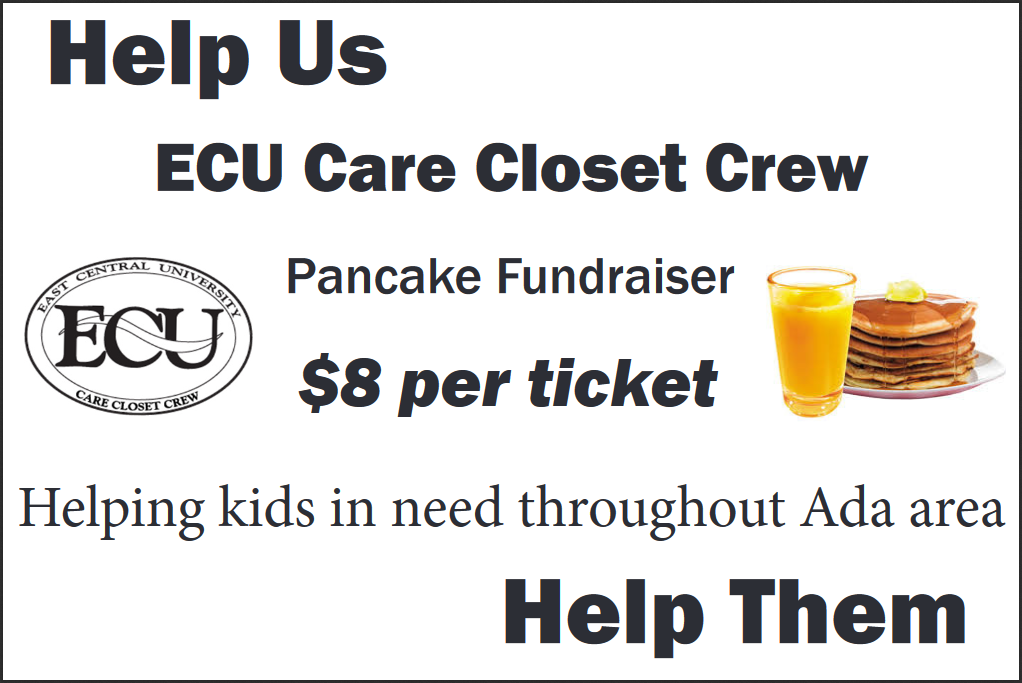 Help Us
ECU Care Closet Crew
Pancake Fundraiser
EAST CENTRAL UNIVERSITY
ECU
CARE CLOSET CREW
$8 per ticket
Helping kids in need throughout Ada area
Help Them